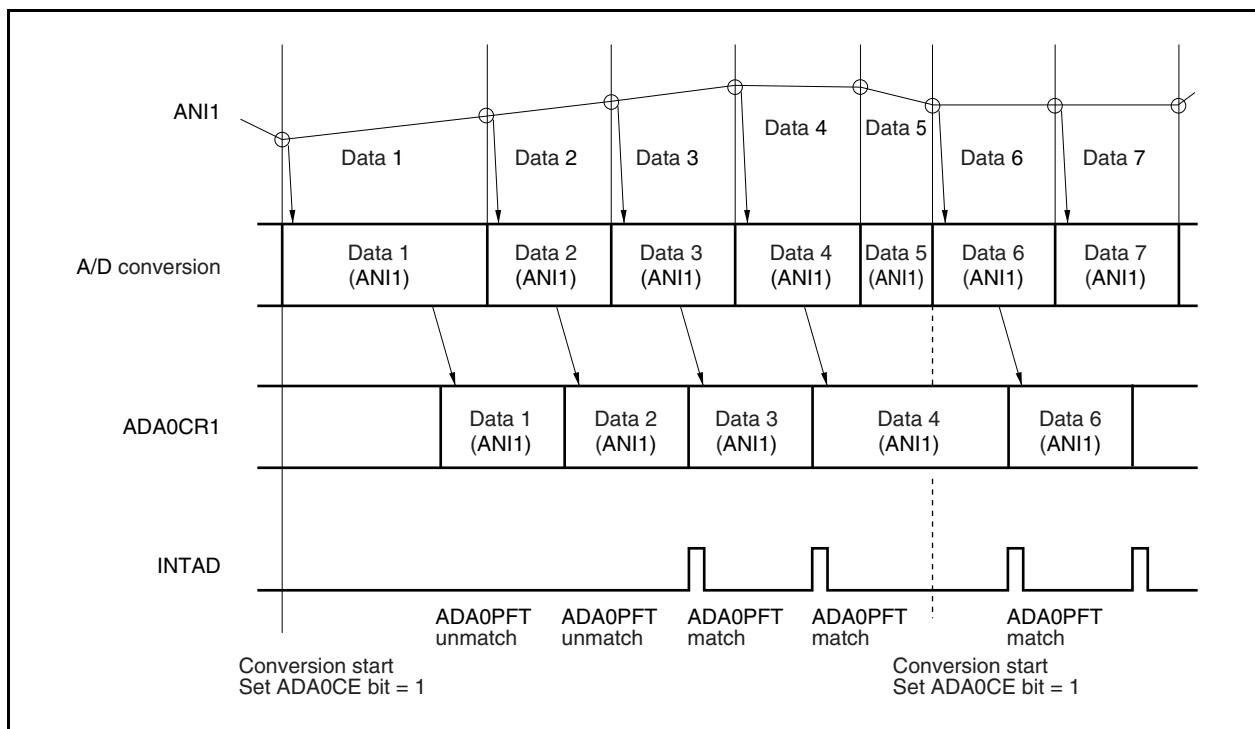 ANI1
Data 1
Data 2
Data 3
Data 4
Data 5
Data 6
Data 7
A/D conversion
Data 1
(ANI1)
Data 2
(ANI1)
Data 3
(ANI1)
Data 4
(ANI1)
Data 5
(ANI1)
Data 6
(ANI1)
Data 7
(ANI1)
ADA0CR1
Data 1
(ANI1)
Data 2
(ANI1)
Data 3
(ANI1)
Data 4
(ANI1)
Data 6
(ANI1)
INTAD
ADA0PFT
unmatch
ADA0PFT
unmatch
ADA0PFT
match
ADA0PFT
match
ADA0PFT
match
Conversion start
Set ADA0CE bit = 1
Conversion start
Set ADA0CE bit = 1